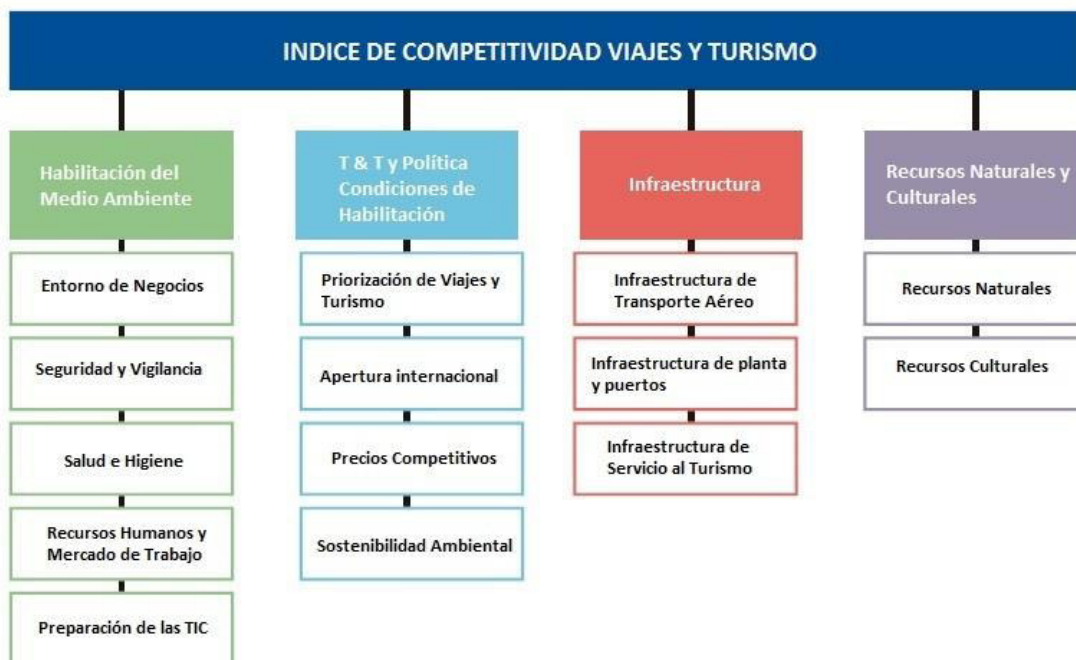 INDICE DE COMPETITIVIDAD VIAJES Y TURISMO
Habilitación del
Medio Ambiente
Entorno de Negocios
Seguridad y Vigilancia
Salud e Higiene
Recursos Humanos y
Mercado de Trabajo
Preparación de las TIC
T & T y Política
Condiciones de
Habilitación
Priorización de Viajes y
Turismo
Apertura internacional
Precios Competitivos
Sostenibilidad Ambiental
Infraestructura
Infraestructura de
Transporte Aéreo
Infraestructura de planta
y puertos
Infraestructura de
Servicio al Turismo
Recursos Naturales y
Culturales
Recursos Naturales
Recursos Culturales